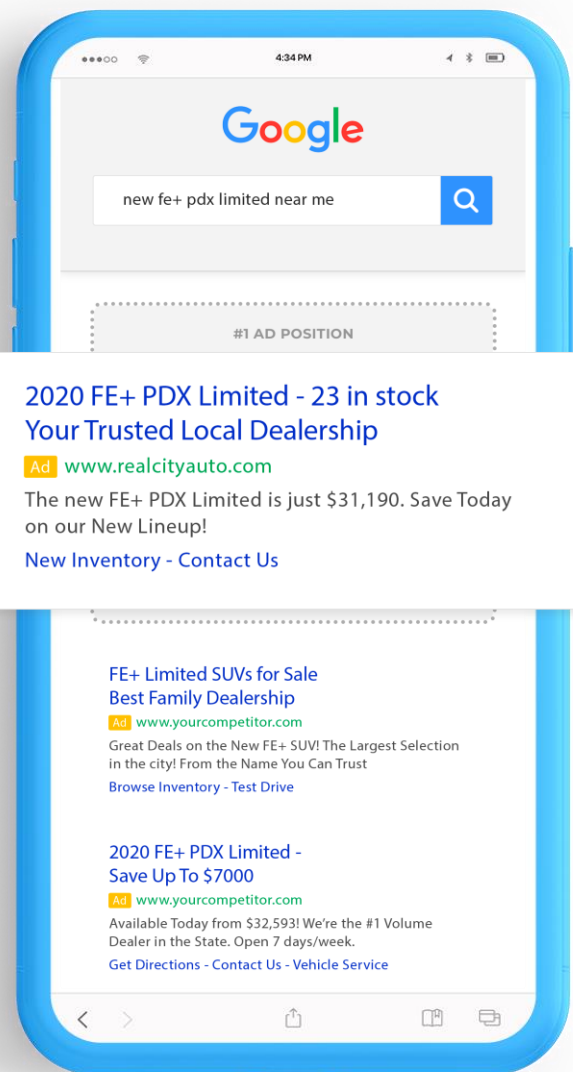 4:34 PM
Google
new fe+ pdx limited near me
#1 AD POSITION
2020 FE+ PDX Limited - 23 in stock
Your Trusted Local Dealership
Ad www.realcityauto.com
The new FE+ PDX Limited is just $31,190. Save Today
on our New Lineup!
New Inventory - Contact Us
FE+ Limited SUVs for Sale
Best Family Dealership
Ad www.yourcompetitor.com
Great Deals on the New FE+ SUV! The Largest Selection
in the city! From the Name You Can Trust
Browse Inventory - Test Drive
2020 FE+ PDX Limited -
Save Up To $7000
Ad www.yourcompetitor.com
Available Today from $32,593! We're the #1 Volume
Dealer in the State. Open 7 days/week.
Get Directions - Contact Us - Vehicle Service